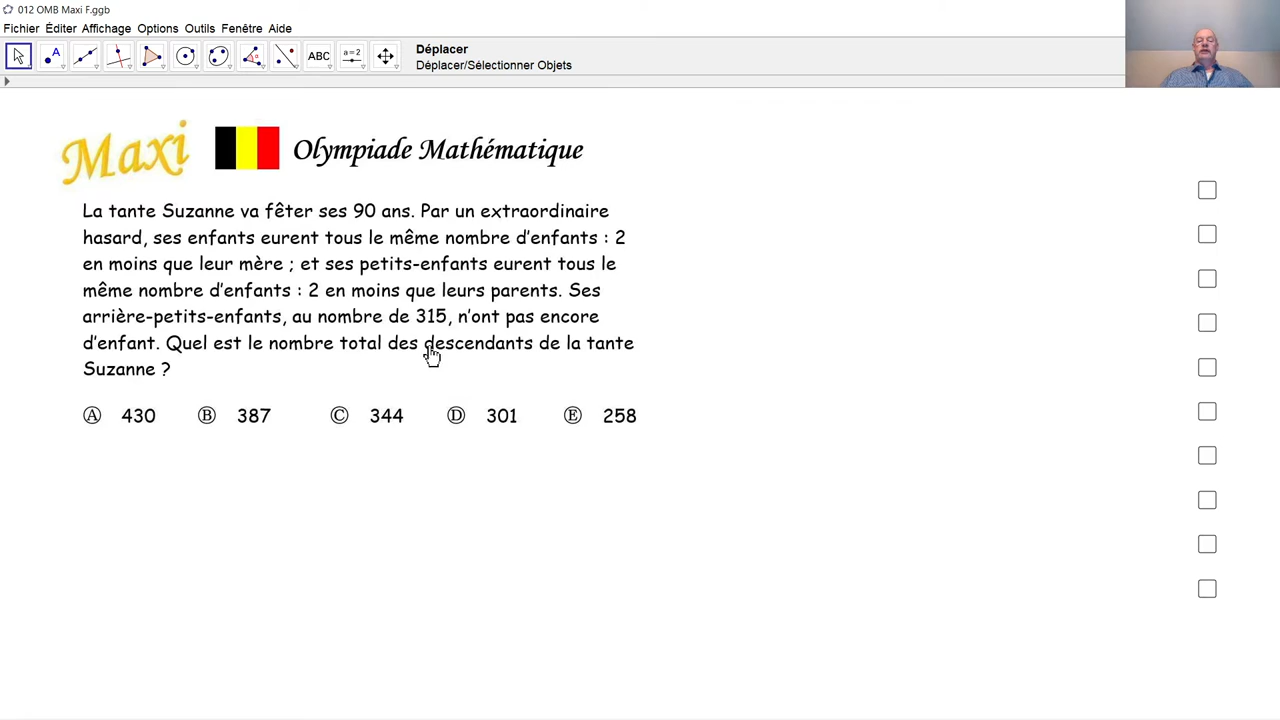 012 OMB Maxi F.ggb
Fichier Éditer Affichage Options Outils Fenêtre Aide
A
ABC
a=2
Déplacer
Déplacer/Sélectionner Objets
Maxi
Olympiade Mathématique
La tante Suzanne va fêter ses 90 ans. Par un extraordinaire
hasard, ses enfants eurent tous le même nombre d'enfants : 2
en moins que leur mère ; et ses petits-enfants eurent tous le
même nombre d'enfants : 2 en moins que leurs parents. Ses
arrière-petits-enfants, au nombre de 315, n'ont pas encore
d'enfant. Quel est le nombre total des descendants de la tante
Suzanne ?
Ⓐ 430 Ⓑ 387 Ⓒ 344 Ⓓ 301 Ⓔ 258